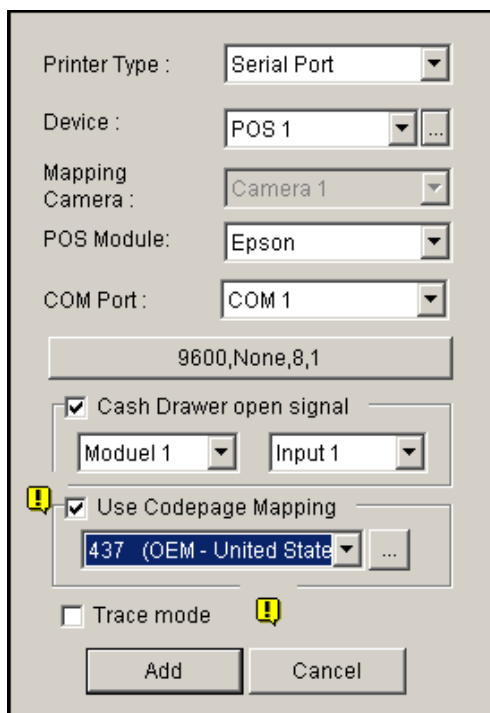 Printer Type : Serial Port
Device : POS 1 ...
Mapping
Camera : Camera 1
POS Module: Epson
COM Port : COM 1
9600,None,8,1
Cash Drawer open signal
Moduel 1 Input 1
! Use Codepage Mapping
437 (OEM - United State ...
Trace mode !
Add Cancel